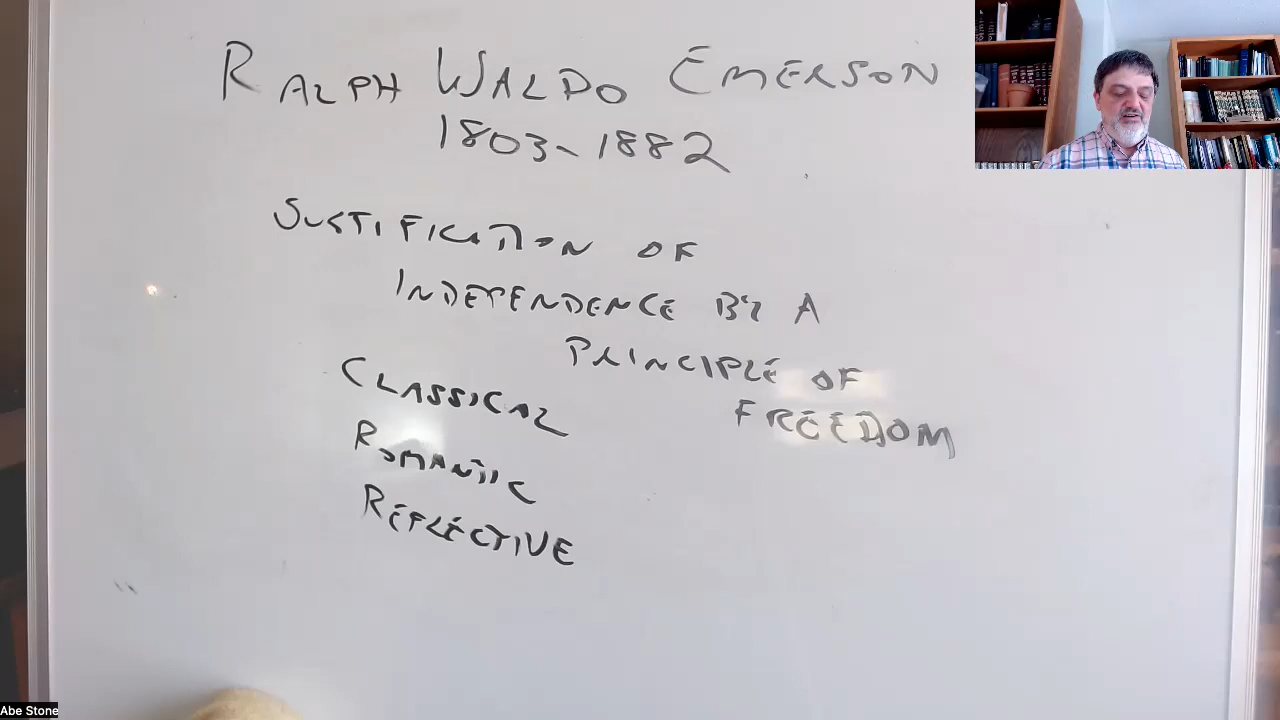 RALPH WALDO EMERSON
1803-1882
JUSTIFICATION OF
INDEPENDENCE BY A
PRINCIPLE OF
FREEDOM
CLASSICAL
ROMANTIC
REFLECTIVE
Abe Stone